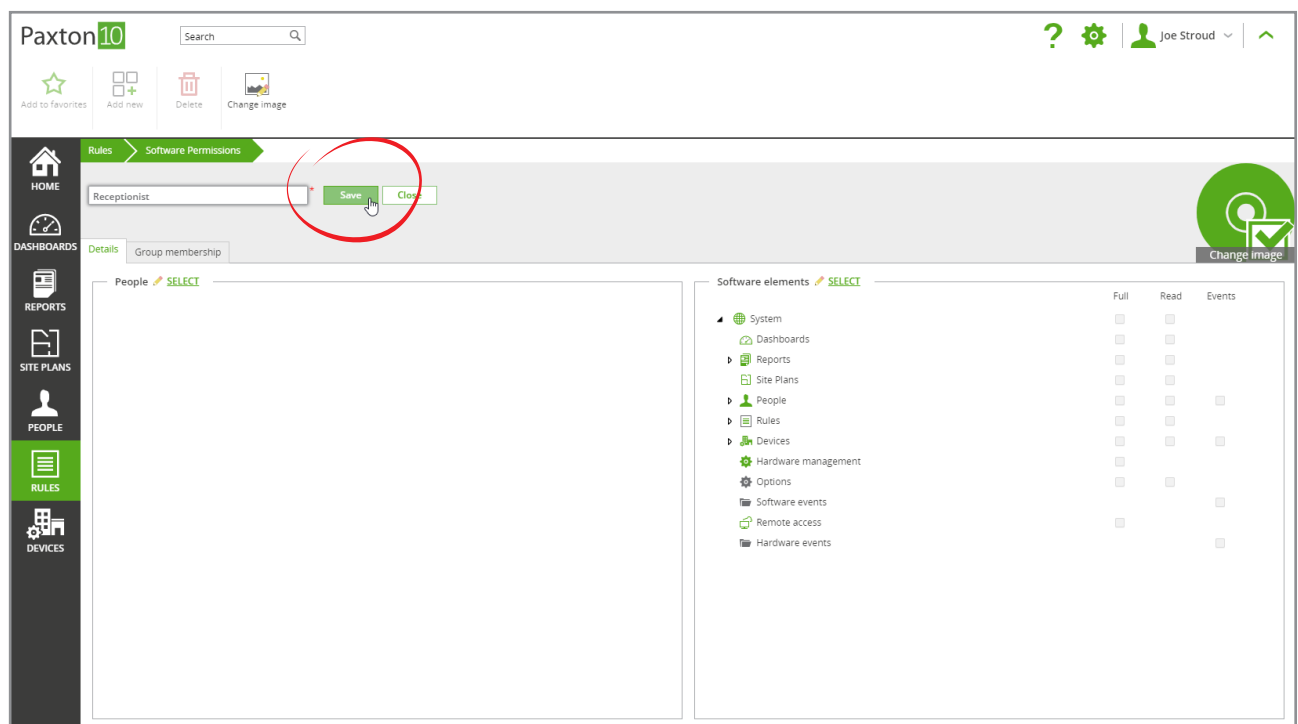 Paxton10
Search
Joe Stroud
Add to favorites
Add new
Delete
Change image
Rules
Software Permissions
HOME
Receptionist
*
Save
Close
Change image
DASHBOARDS
Details
Group membership
People SELECT
Software elements SELECT
Full Read Events
REPORTS
System
Dashboards
Reports
SITE PLANS
Site Plans
People
PEOPLE
Rules
Devices
Hardware management
RULES
Options
Software events
Remote access
DEVICES
Hardware events